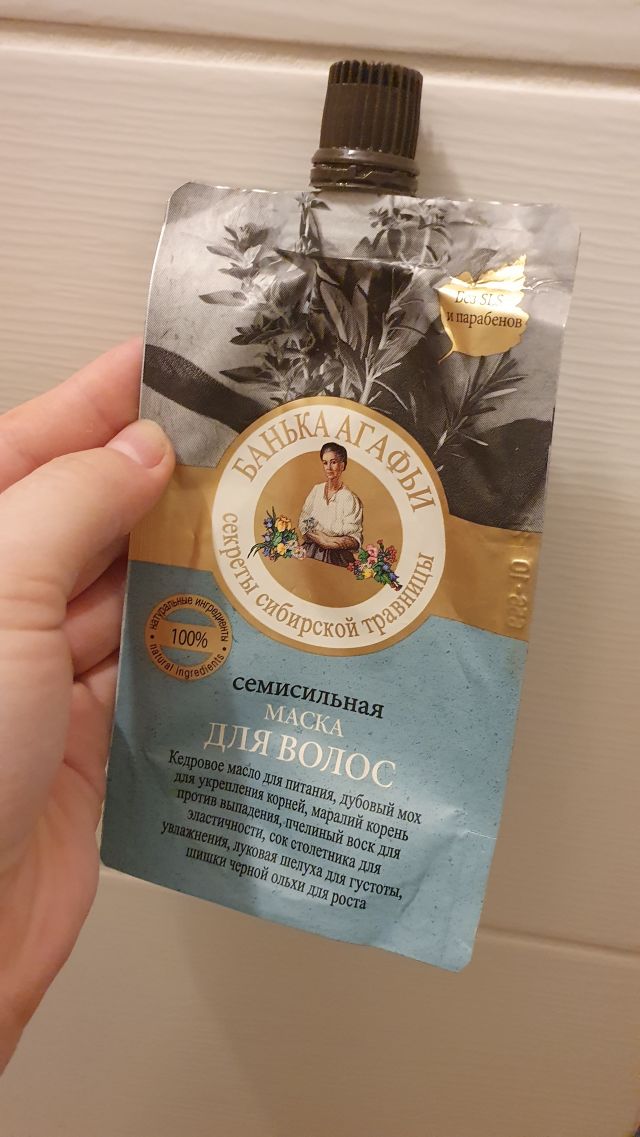 Без SLS
и парабенов
БАНЬКА АГАФЬИ
секреты сибирской травницы
натуральные ингредиенты
100%
natural ingredients
семисильная
МАСКА
ДЛЯ ВОЛОС
Кедровое масло для питания, дубовый мох
для укрепления корней, маралий корень
против выпадения, пчелиный воск для
эластичности, сок столетника для
увлажнения, луковая шелуха для густоты,
шишки черной ольхи для роста